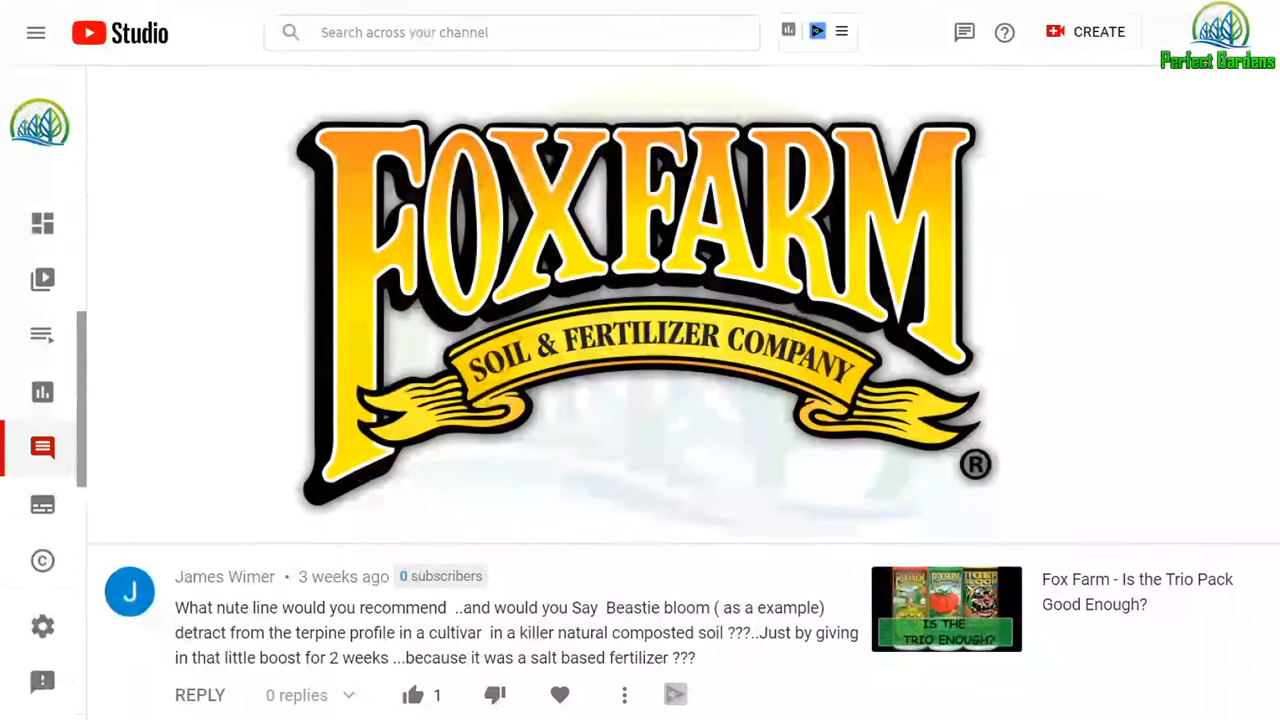 Studio
Search across your channel
CREATE
Perfect Gardens
FOXFARM
SOIL & FERTILIZER COMPANY
®
J
James Wimer • 3 weeks ago 0 subscribers
What nute line would you recommend ..and would you Say Beastie bloom ( as a example)
detract from the terpine profile in a cultivar in a killer natural composted soil ???..Just by giving
in that little boost for 2 weeks ...because it was a salt based fertilizer ???
REPLY 0 replies 1
IS THE
TRIO ENOUGH?
Fox Farm - Is the Trio Pack
Good Enough?